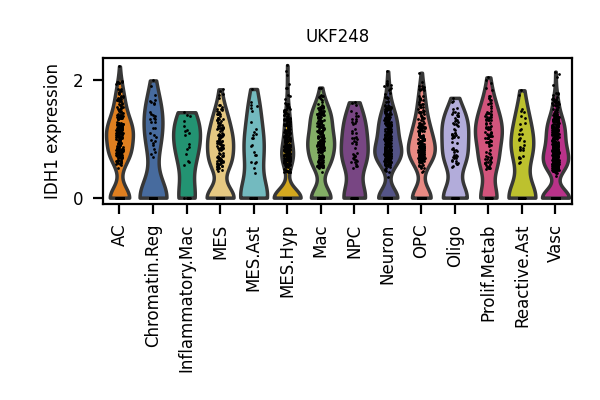 UKF248
IDH1 expression
2
0
AC
Chromatin.Reg
Inflammatory.Mac
MES
MES.Ast
MES.Hyp
Mac
NPC
Neuron
OPC
Oligo
Prolif.Metab
Reactive.Ast
Vasc